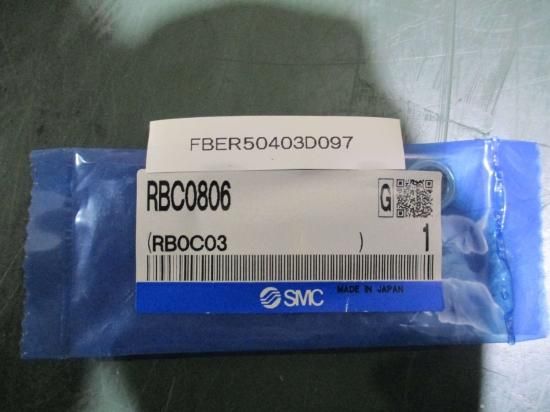 FBER50403D097
RBC0806
G
(RB0C03 ) 1
SMC MADE IN JAPAN